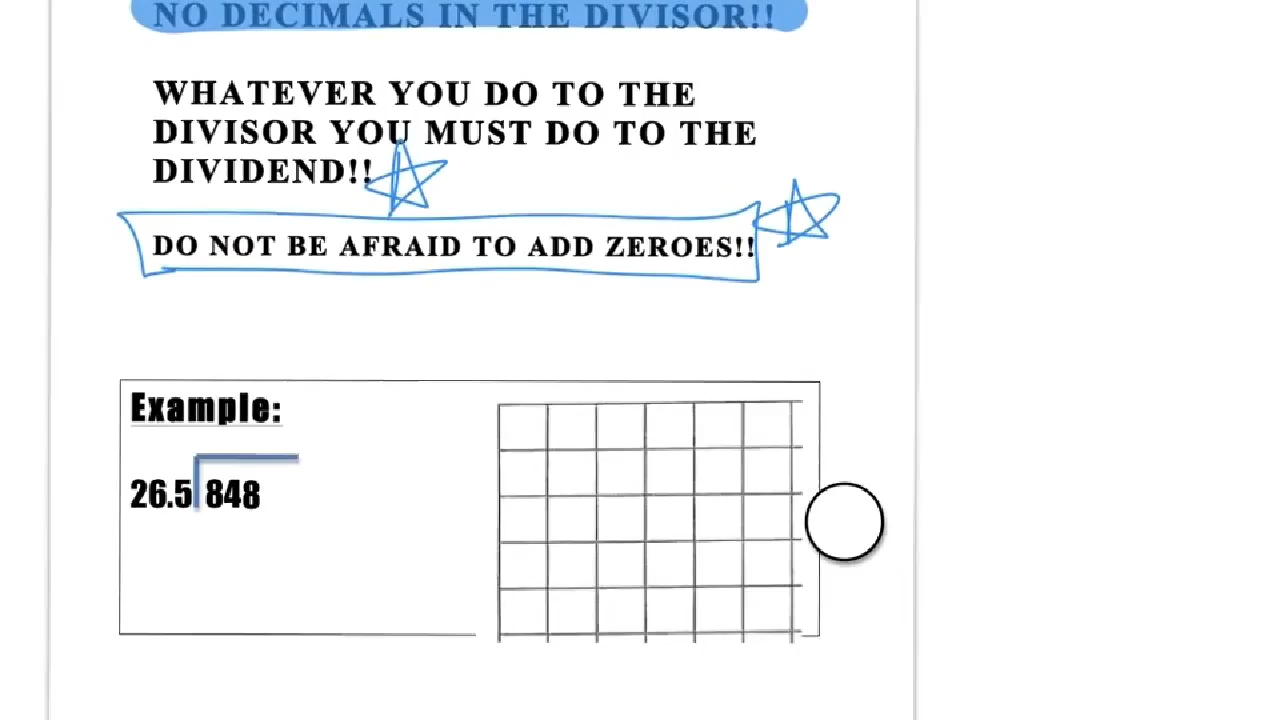 NO DECIMALS IN THE DIVISOR!!
WHATEVER YOU DO TO THE
DIVISOR YOU MUST DO TO THE
DIVIDEND!!
DO NOT BE AFRAID TO ADD ZEROES!!
Example:
26.5 848